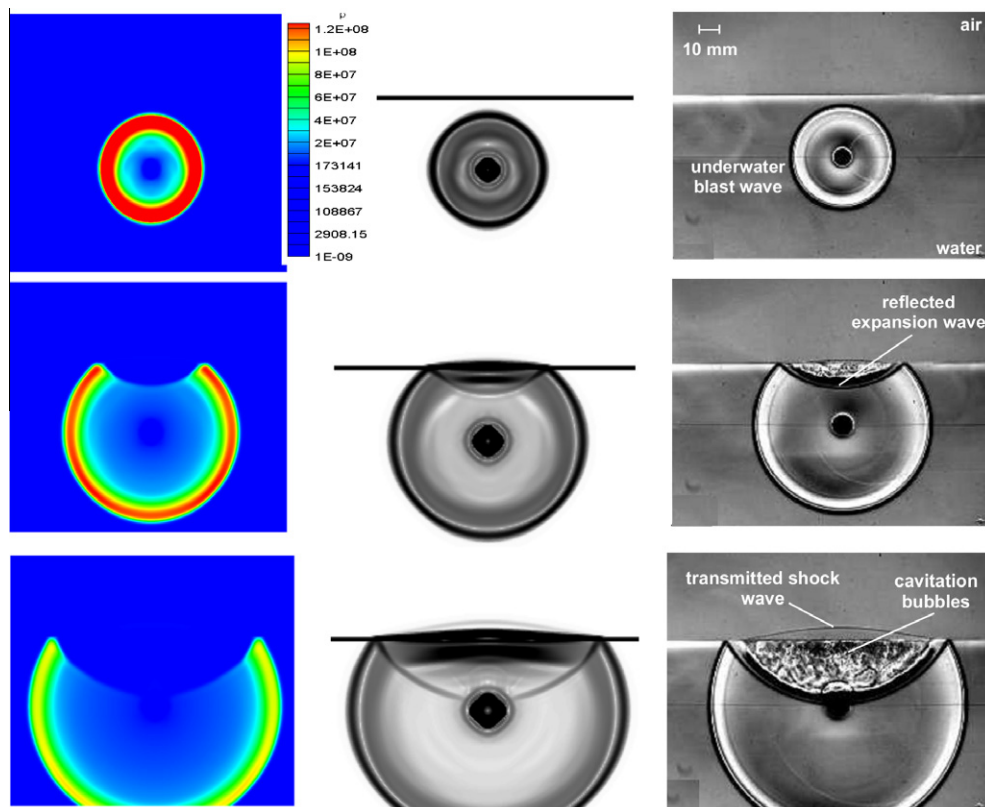 p
1.2E+08
1E+08
8E+07
6E+07
4E+07
2E+07
173141
153824
108867
2908.15
1E-09
10 mm
air
underwater
blast wave
water
reflected
expansion wave
transmitted shock
wave
cavitation
bubbles